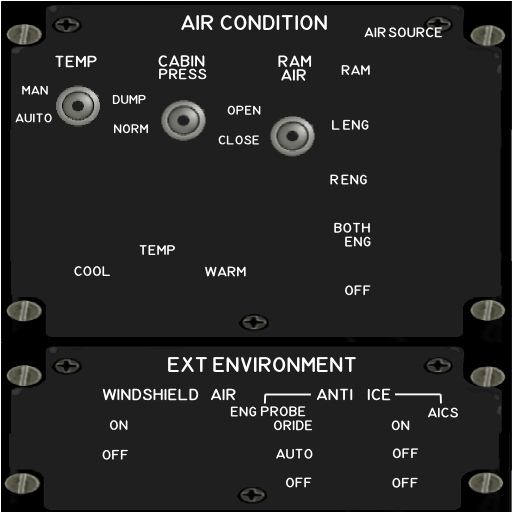 AIR CONDITION
AIR SOURCE
TEMP
CABIN
PRESS
RAM
AIR
RAM
MAN
AUITO
DUMP
NORM
OPEN
CLOSE
L ENG
R ENG
BOTH
ENG
TEMP
COOL
WARM
OFF
EXT ENVIRONMENT
WINDSHIELD AIR
ANTI ICE
ENG PROBE
AICS
ON
ORIDE
ON
OFF
AUTO
OFF
OFF
OFF